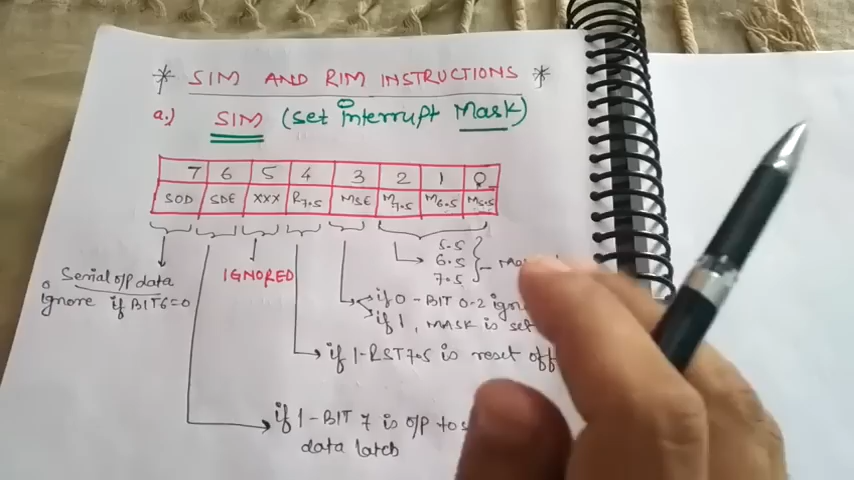 * SIM AND RIM INSTRUCTIONS *
a.) SIM (set interrupt Mask)
7 6 5 4 3 2 1 0
SOD SDE XXX R7.5 MSE M7.5 M6.5 M5.5
5.5
6.5
7.5
Serial o/p data
ignore if BIT6=0
IGNORED
if 0 - BIT 0-2
if 1, MASK is set
if 1-RST7.5 is reset off
if 1-BIT 7 is o/p to
data latch